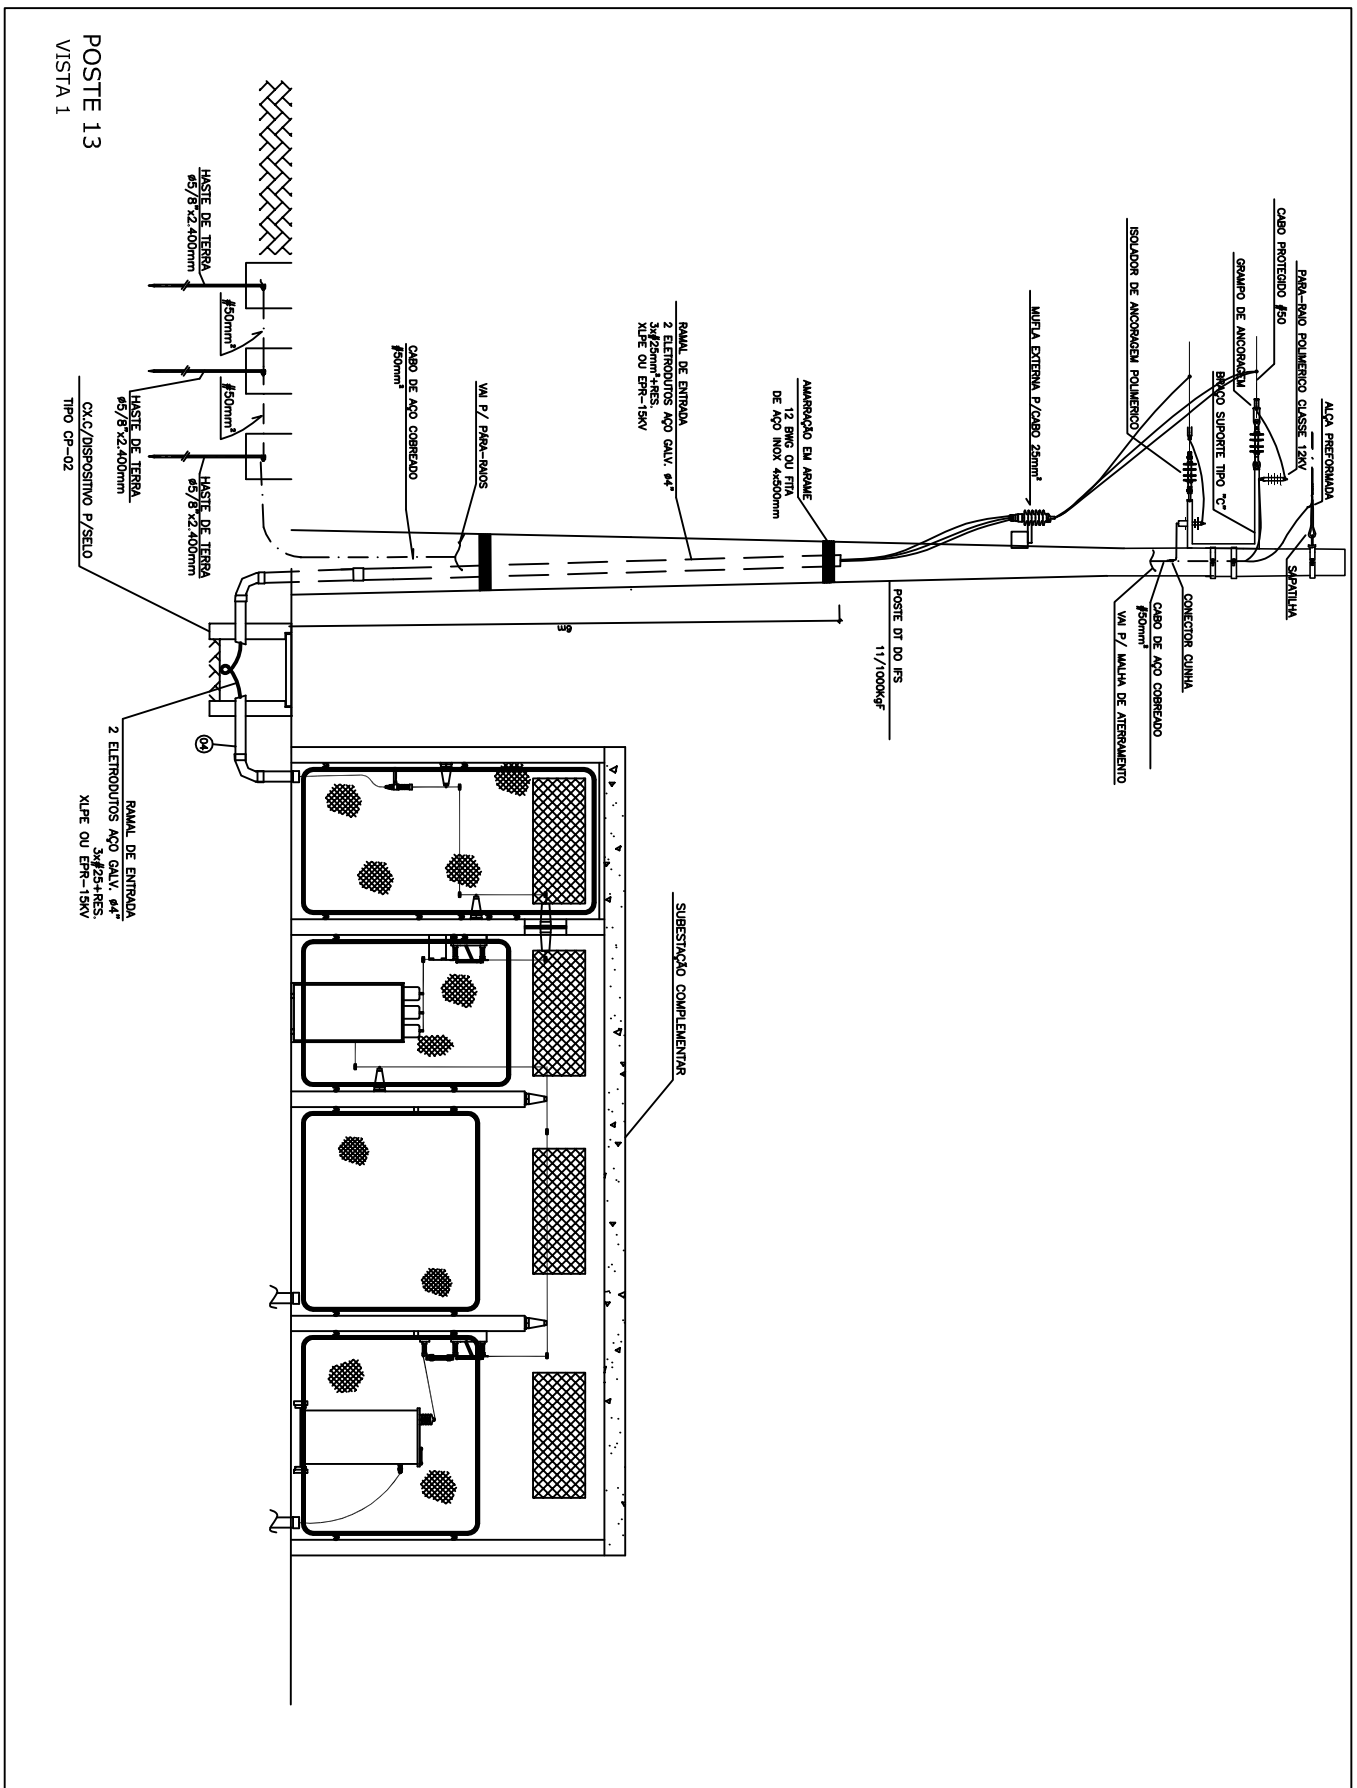 ALÇA PREFORMADA
SAPATILHA
PARA-RAIO POLIMERICO CLASSE 12KV
CABO PROTEGIDO #50
GRAMPO DE ANCORAGEM
BRAÇO SUPORTE TIPO "C"
ISOLADOR DE ANCORAGEM POLIMERICO
CONECTOR CUNHA
CABO DE AÇO COBREADO
#50mm²
VAI P/ MALHA DE ATERRAMENTO
MUFLA EXTERNA P/CABO 25mm²
POSTE DT DO IFS
11/1000KgF
AMARRAÇÃO EM ARAME
12 BWG OU FITA
DE AÇO INOX 4x500mm
RAMAL DE ENTRADA
2 ELETRODUTOS AÇO GALV. ø4"
3x#25mm²+RES.
XLPE OU EPR-15KV
SUBESTAÇÃO COMPLEMENTAR
6m
VAI P/ PÁRA-RAIOS
CABO DE AÇO COBREADO
#50mm²
HASTE DE TERRA
ø5/8"x2.400mm
#50mm²
HASTE DE TERRA
ø5/8"x2.400mm
#50mm²
HASTE DE TERRA
ø5/8"x2.400mm
CX.C/DISPOSITIVO P/SELO
TIPO CP-02
04
RAMAL DE ENTRADA
2 ELETRODUTOS AÇO GALV. ø4"
3x#25+RES.
XLPE OU EPR-15KV
POSTE 13
VISTA 1